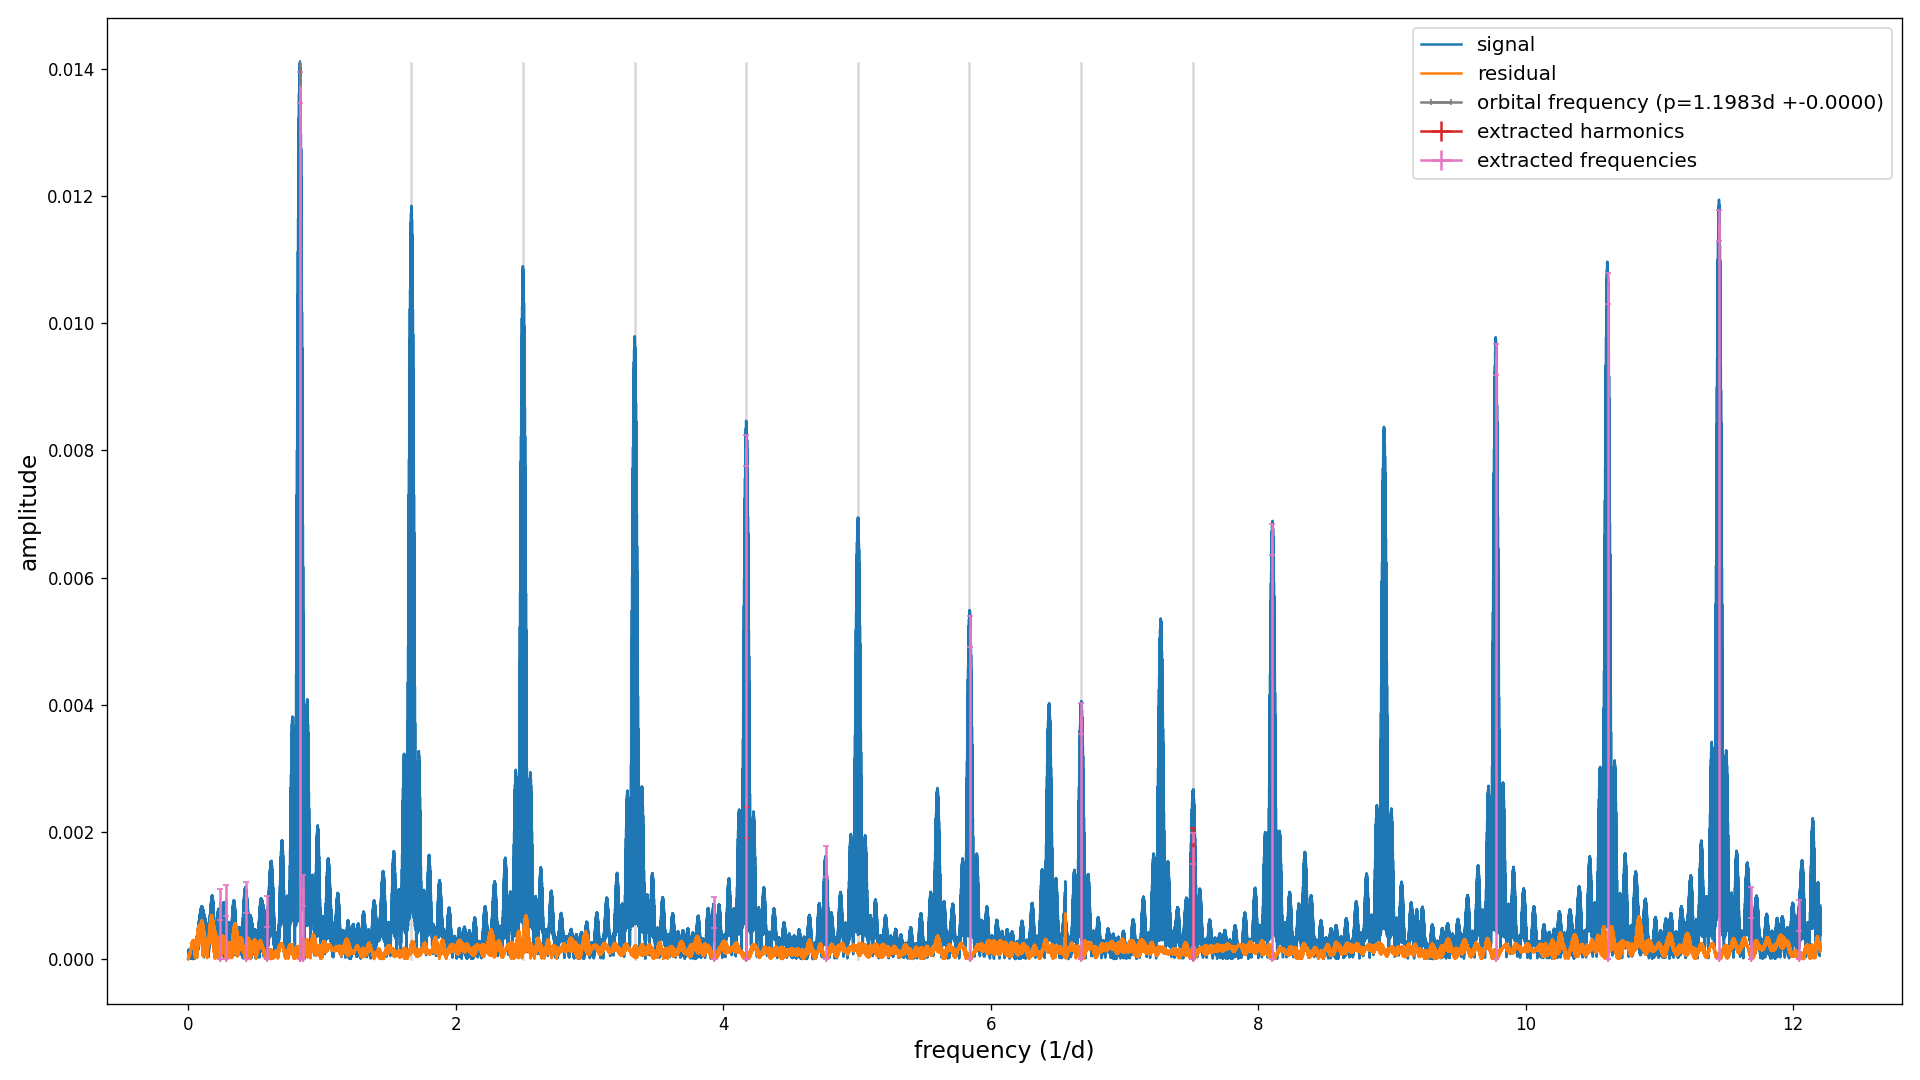 signal
residual
orbital frequency (p=1.1983d +-0.0000)
extracted harmonics
extracted frequencies
0.014
0.012
0.010
0.008
0.006
0.004
0.002
0.000
amplitude
0
2
4
6
8
10
12
frequency (1/d)